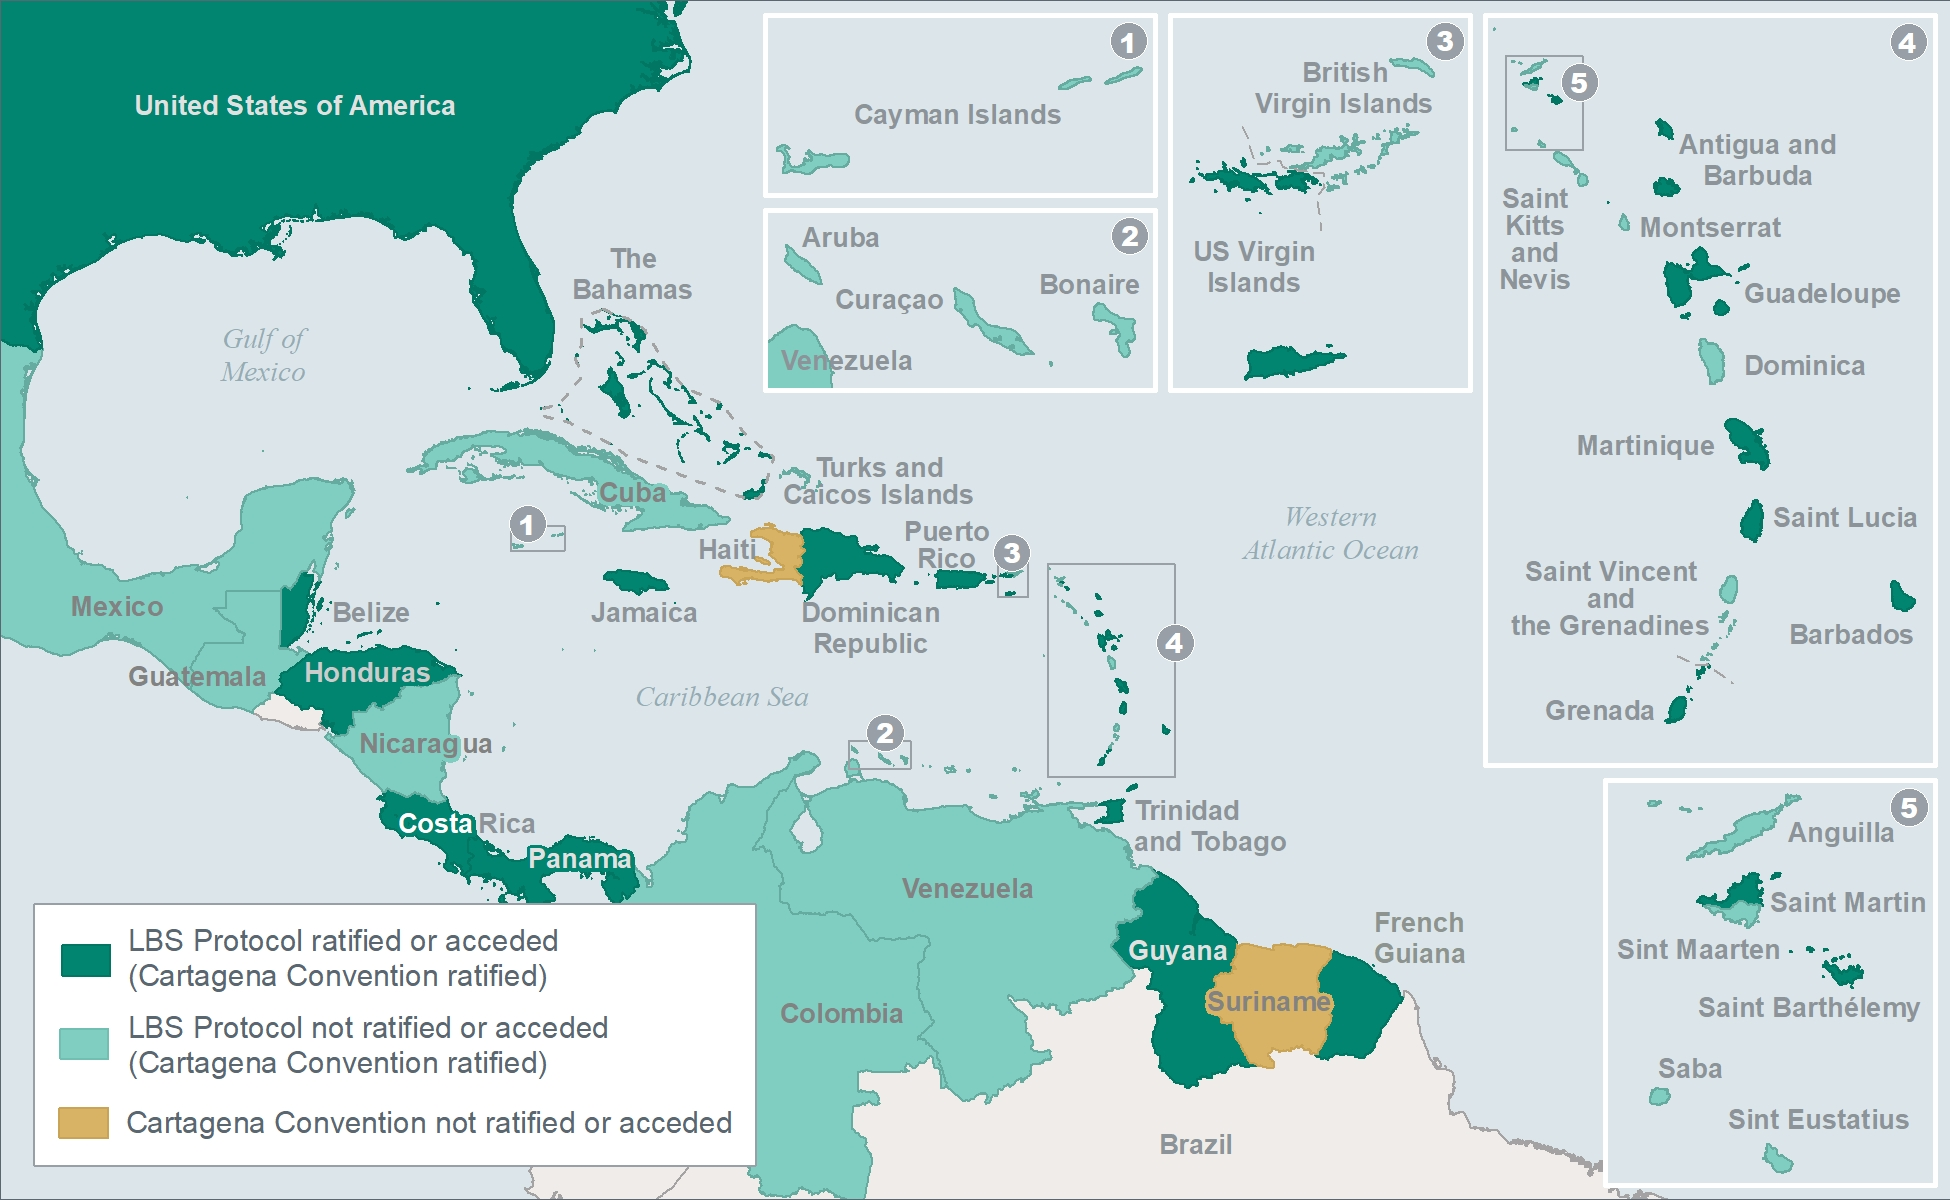 United States of America
Gulf of
Mexico
The
Bahamas
Cuba
Turks and
Caicos Islands
1
Haiti
Puerto
Rico
3
Jamaica
Dominican
Republic
Western
Atlantic Ocean
4
Mexico
Belize
Guatemala
Honduras
Nicaragua
Caribbean Sea
2
Costa Rica
Panama
Trinidad
and Tobago
Venezuela
Guyana
Suriname
French
Guiana
Colombia
Brazil
1
Cayman Islands
2
Aruba
Curaçao
Bonaire
Venezuela
3
British
Virgin Islands
US Virgin
Islands
4
5
Antigua and
Barbuda
Saint
Kitts
and
Nevis
Montserrat
Guadeloupe
Dominica
Martinique
Saint Lucia
Saint Vincent
and
the Grenadines
Barbados
Grenada
5
Anguilla
Saint Martin
Sint Maarten
Saint Barthélemy
Saba
Sint Eustatius
LBS Protocol ratified or acceded
(Cartagena Convention ratified)
LBS Protocol not ratified or acceded
(Cartagena Convention ratified)
Cartagena Convention not ratified or acceded